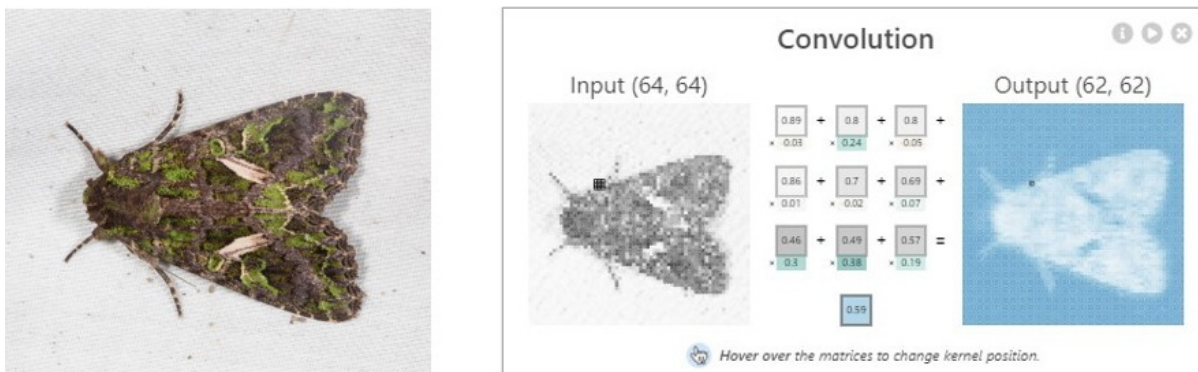 Convolution
Input (64, 64)
Output (62, 62)
0.89 + 0.8 + 0.8 +
× -0.03 × 0.24 × -0.05
0.86 + 0.7 + 0.69 +
× 0.01 × -0.02 × 0.07
0.46 + 0.49 + 0.57 =
× 0.3 × 0.38 × 0.19
0.59
Hover over the matrices to change kernel position.